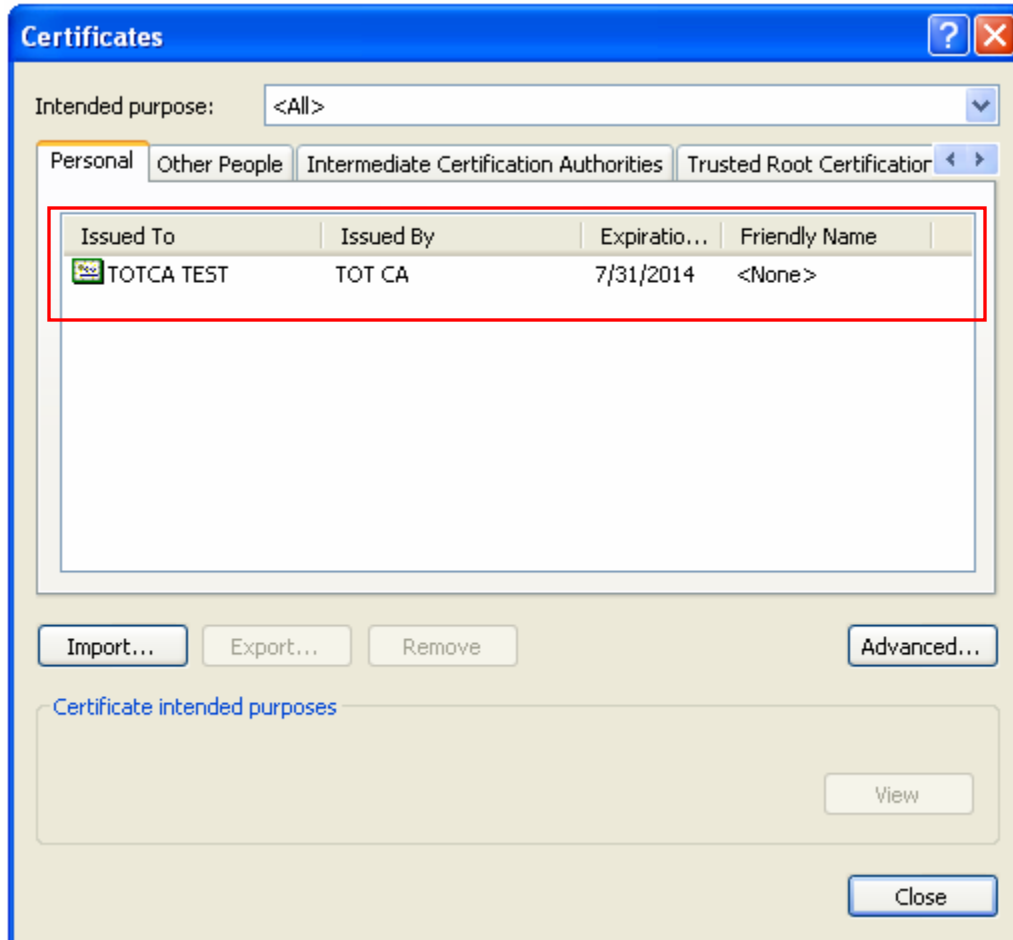 Certificates
Intended purpose: <All>
Personal Other People Intermediate Certification Authorities Trusted Root Certification
Issued To Issued By Expiratio... Friendly Name
TOTCA TEST TOT CA 7/31/2014 <None>
Import... Export... Remove Advanced...
Certificate intended purposes
View
Close